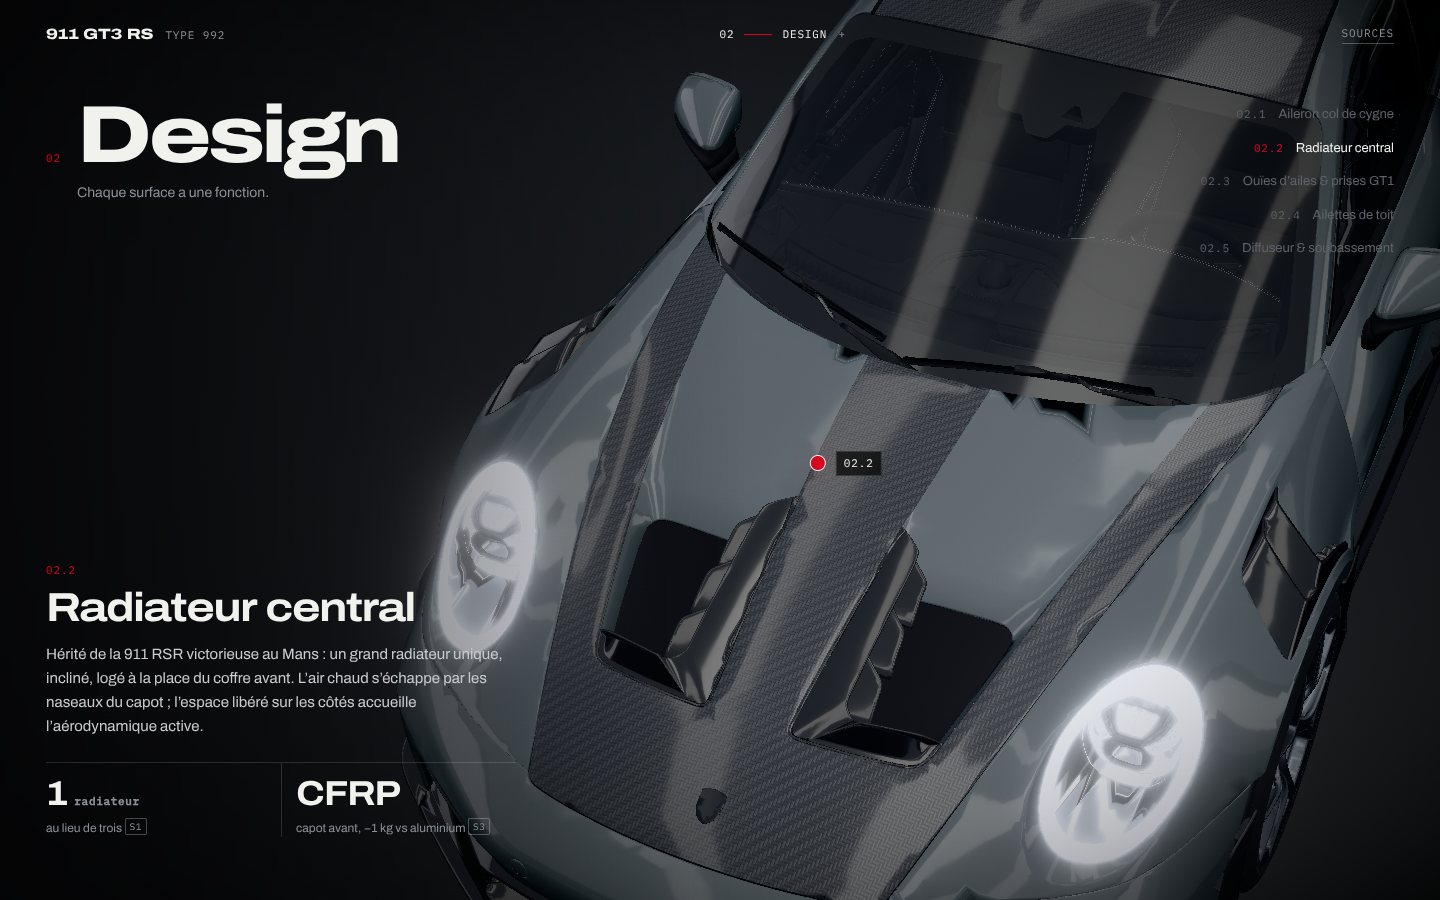 911 GT3 RS TYPE 992
02 DESIGN +
SOURCES
02 Design
Chaque surface a une fonction.
02.1 Aileron col de cygne
02.2 Radiateur central
02.3 Ouïes d’ailes & prises GT1
02.4 Ailettes de toit
02.5 Diffuseur & soubassement
02.2
02.2
Radiateur central
Hérité de la 911 RSR victorieuse au Mans : un grand radiateur unique,
incliné, logé à la place du coffre avant. L’air chaud s’échappe par les
naseaux du capot ; l’espace libéré sur les côtés accueille
l’aérodynamique active.
1 radiateur
au lieu de trois S1
CFRP
capot avant, −1 kg vs aluminium S3